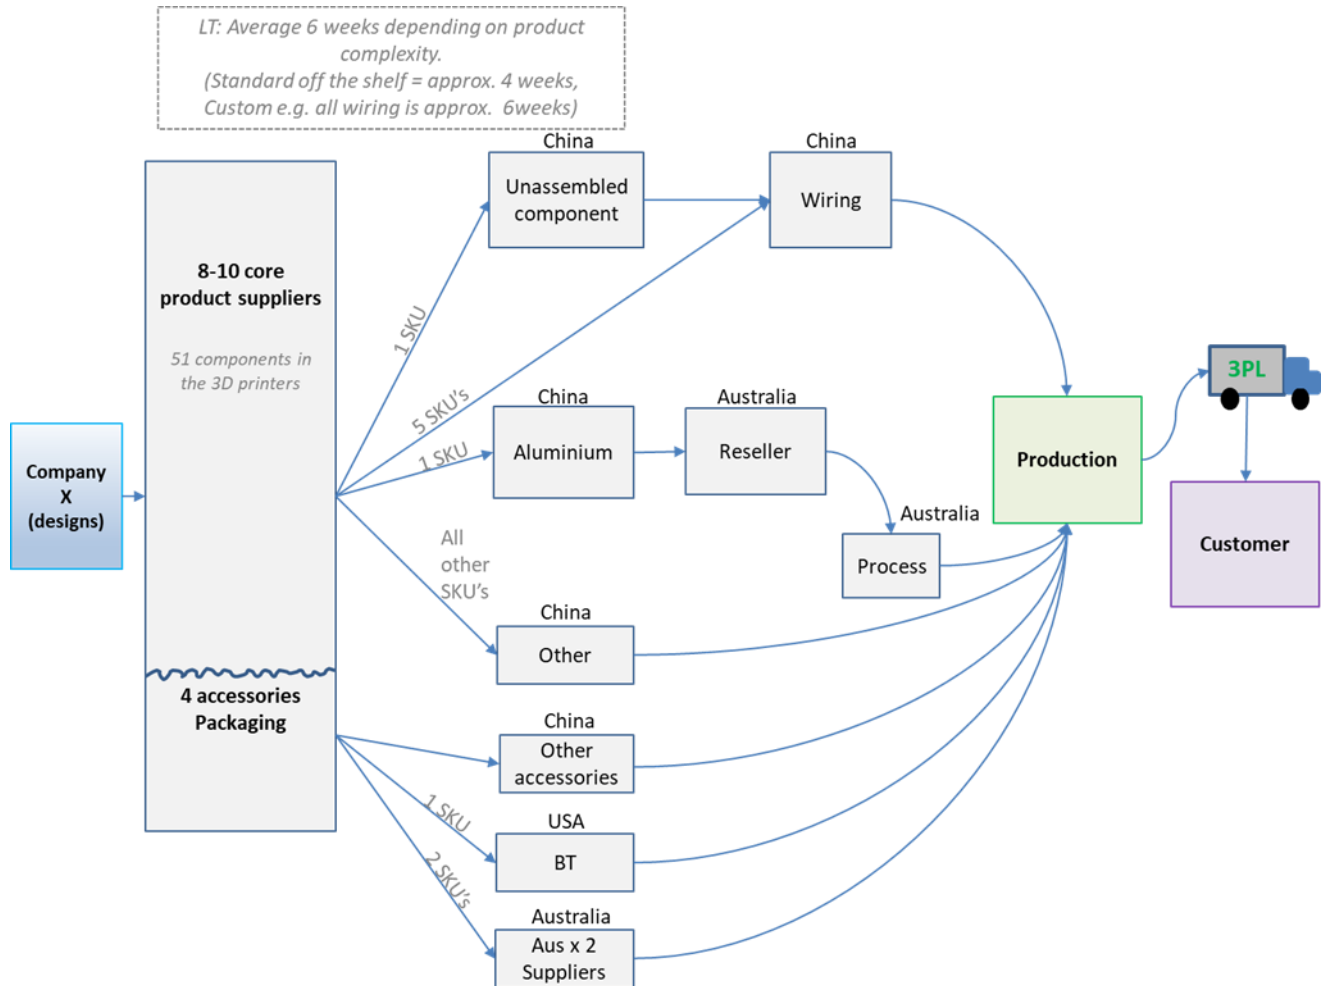 LT: Average 6 weeks depending on product
complexity.
(Standard off the shelf = approx. 4 weeks,
Custom e.g. all wiring is approx.  6weeks)
China
Unassembled
component
China
Wiring
8-10 core
product suppliers
51 components in
the 3D printers
1 SKU
5 SKU's
1 SKU
All
other
SKU's
China
Aluminium
Australia
Reseller
Australia
Process
Production
3PL
Customer
Company
X
(designs)
China
Other
4 accessories
Packaging
China
Other
accessories
1 SKU
USA
BT
2 SKU's
Australia
Aus x 2
Suppliers